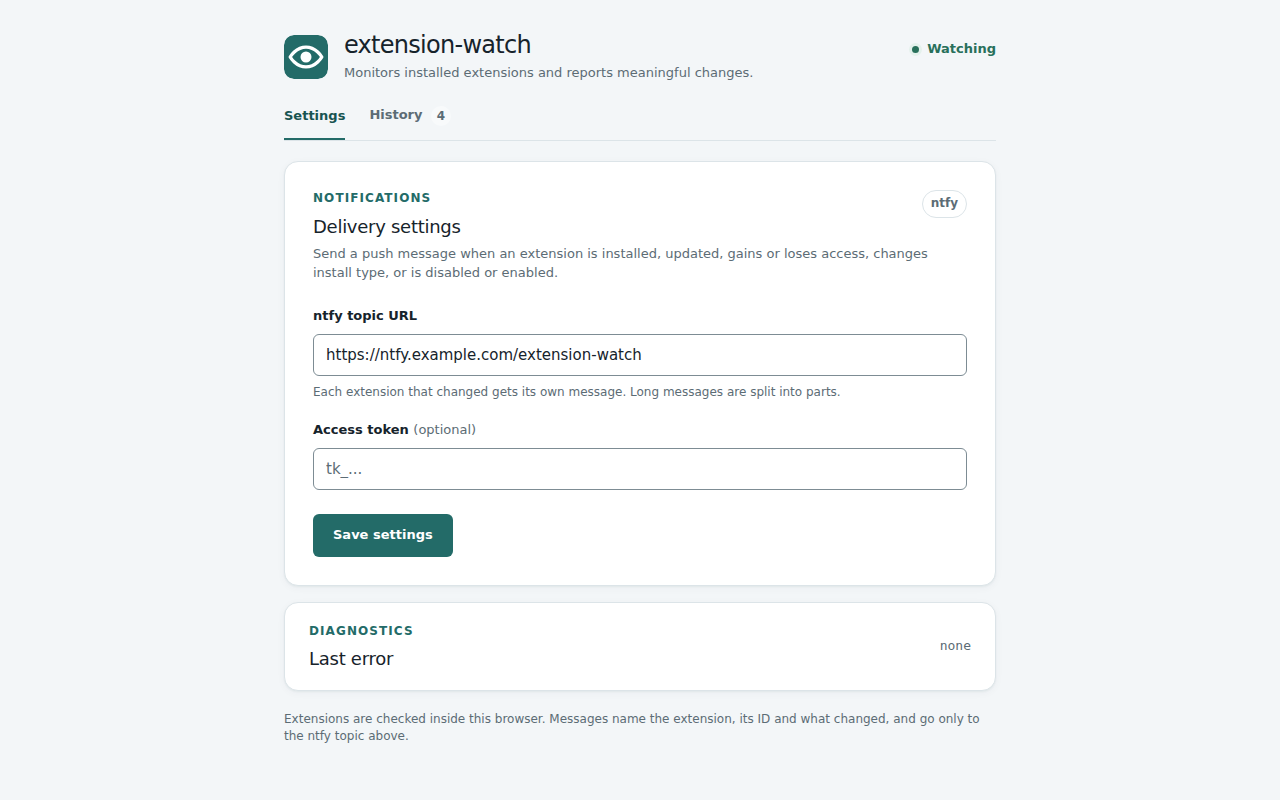 extension-watch
Monitors installed extensions and reports meaningful changes.
Watching
Settings
History 4
NOTIFICATIONS
ntfy
Delivery settings
Send a push message when an extension is installed, updated, gains or loses access, changes
install type, or is disabled or enabled.
ntfy topic URL
https://ntfy.example.com/extension-watch
Each extension that changed gets its own message. Long messages are split into parts.
Access token (optional)
tk_...
Save settings
DIAGNOSTICS
Last error
none
Extensions are checked inside this browser. Messages name the extension, its ID and what changed, and go only to
the ntfy topic above.